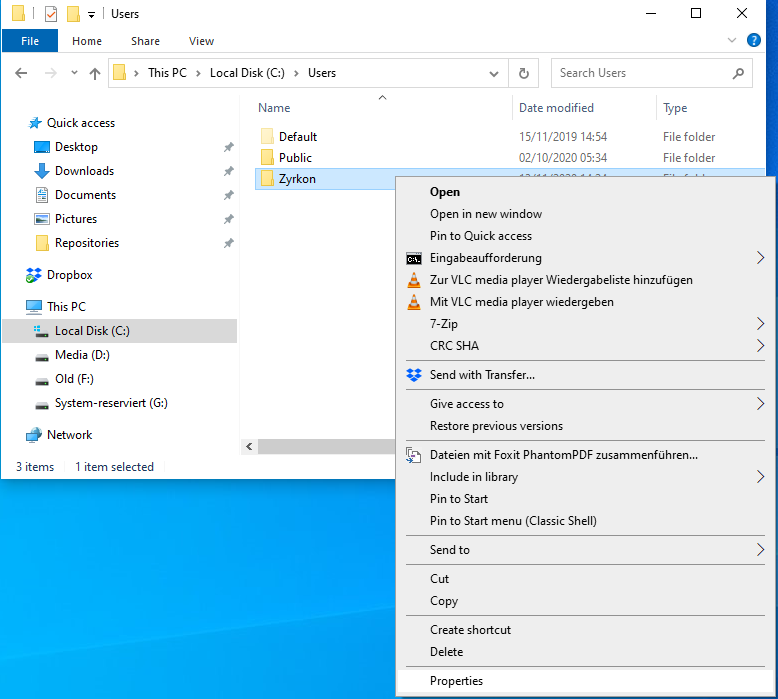 Users
File Home Share View
This PC > Local Disk (C:) > Users
Search Users
Name Date modified Type
Quick access
Desktop
Downloads
Documents
Pictures
Repositories
Dropbox
This PC
Local Disk (C:)
Media (D:)
Old (F:)
System-reserviert (G:)
Network
Default 15/11/2019 14:54 File folder
Public 02/10/2020 05:34 File folder
Zyrkon
Open
Open in new window
Pin to Quick access
C:\.
Eingabeaufforderung
Zur VLC media player Wiedergabeliste hinzufügen
Mit VLC media player wiedergeben
7-Zip
CRC SHA
Send with Transfer...
Give access to
Restore previous versions
Dateien mit Foxit PhantomPDF zusammenführen...
Include in library
Pin to Start
Pin to Start menu (Classic Shell)
Send to
Cut
Copy
Create shortcut
Delete
Properties
3 items 1 item selected